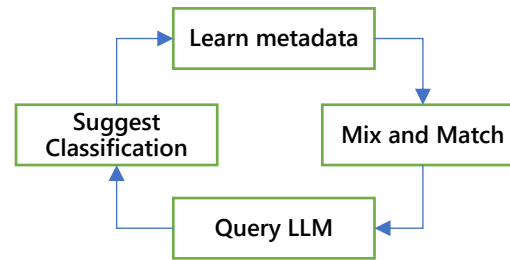 Learn metadata
Suggest
Classification
Mix and Match
Query LLM